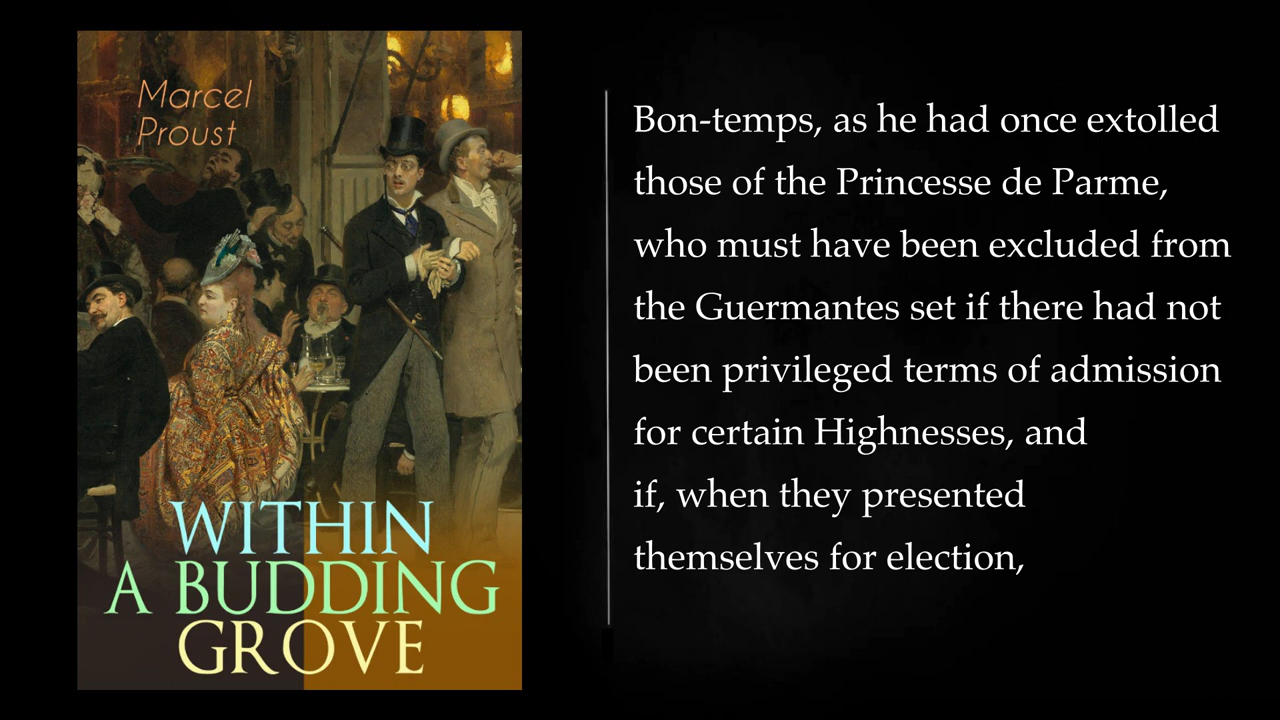 Marcel
Proust
WITHIN
A BUDDING
GROVE
Bon-temps, as he had once extolled
those of the Princesse de Parme,
who must have been excluded from
the Guermantes set if there had not
been privileged terms of admission
for certain Highnesses, and
if, when they presented
themselves for election,